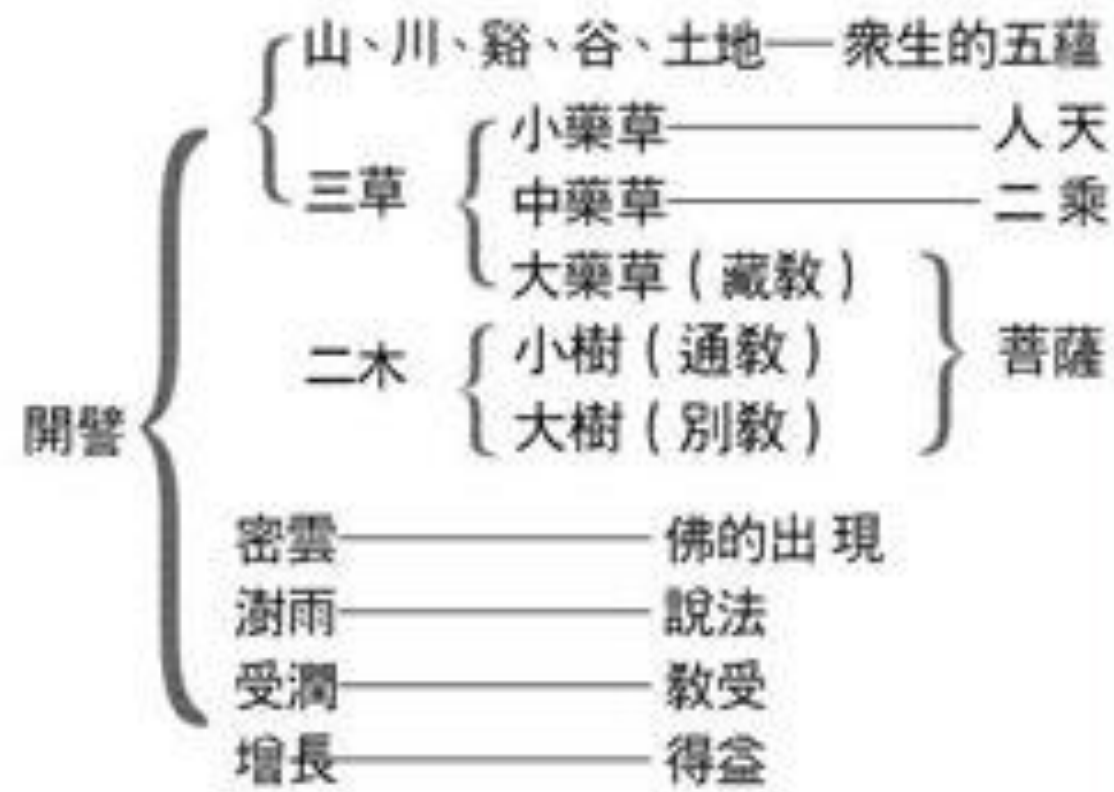 山、川、谿、谷、土地── 衆生的五蘊
小藥草 人天
三草
中藥草 二乘
大藥草(藏教)
小樹(通教)
二木 菩薩
大樹(別教)
開譬
密雲 佛的出現
澍雨 說法
受潤 教受
增長 得益